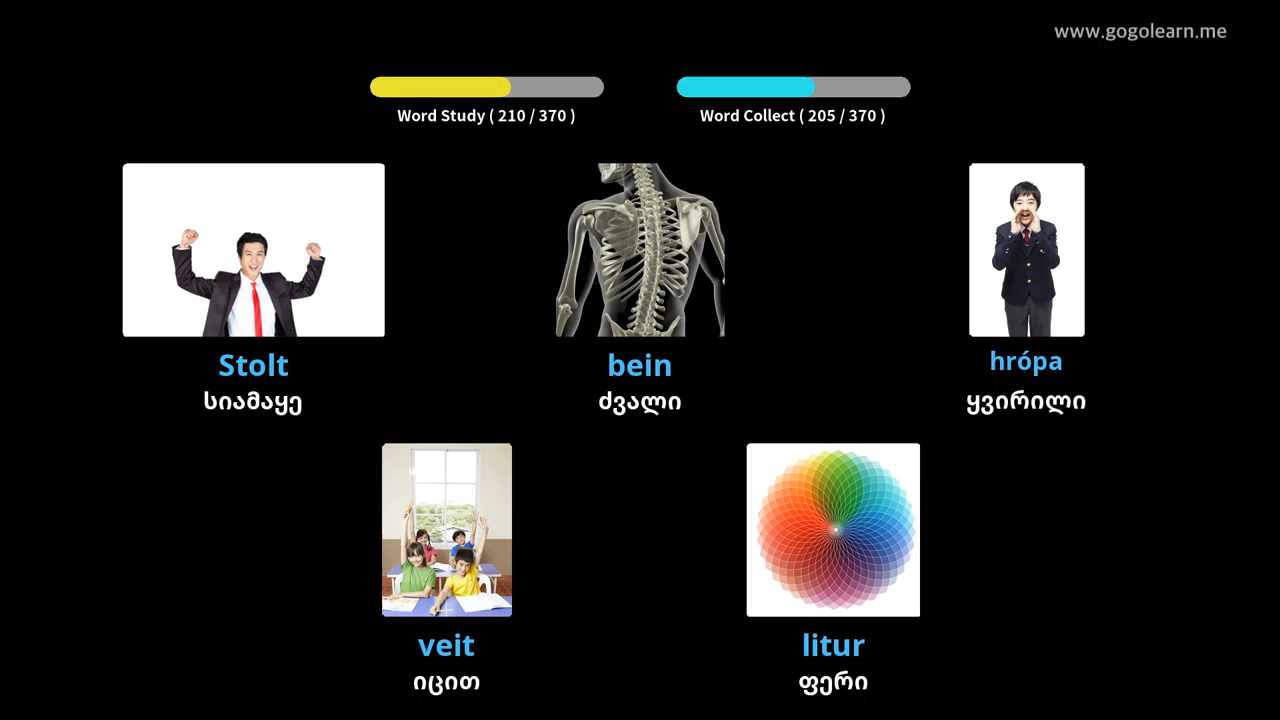 www.gogolearn.me
Word Study ( 210 / 370 )
Word Collect ( 205 / 370 )
Stolt
სიამაყე
bein
ძვალი
hrópa
ყვირილი
veit
იცით
litur
ფერი